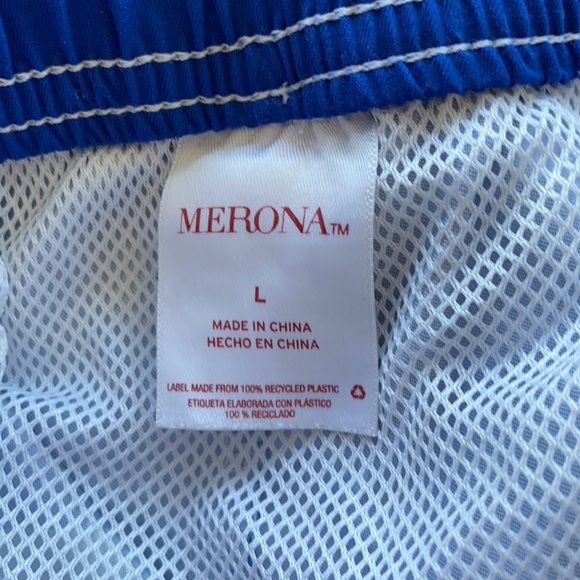 MERONA™
L
MADE IN CHINA
HECHO EN CHINA
LABEL MADE FROM 100% RECYCLED PLASTIC
ETIQUETA ELABORADA CON PLÁSTICO
100 % RECICLADO